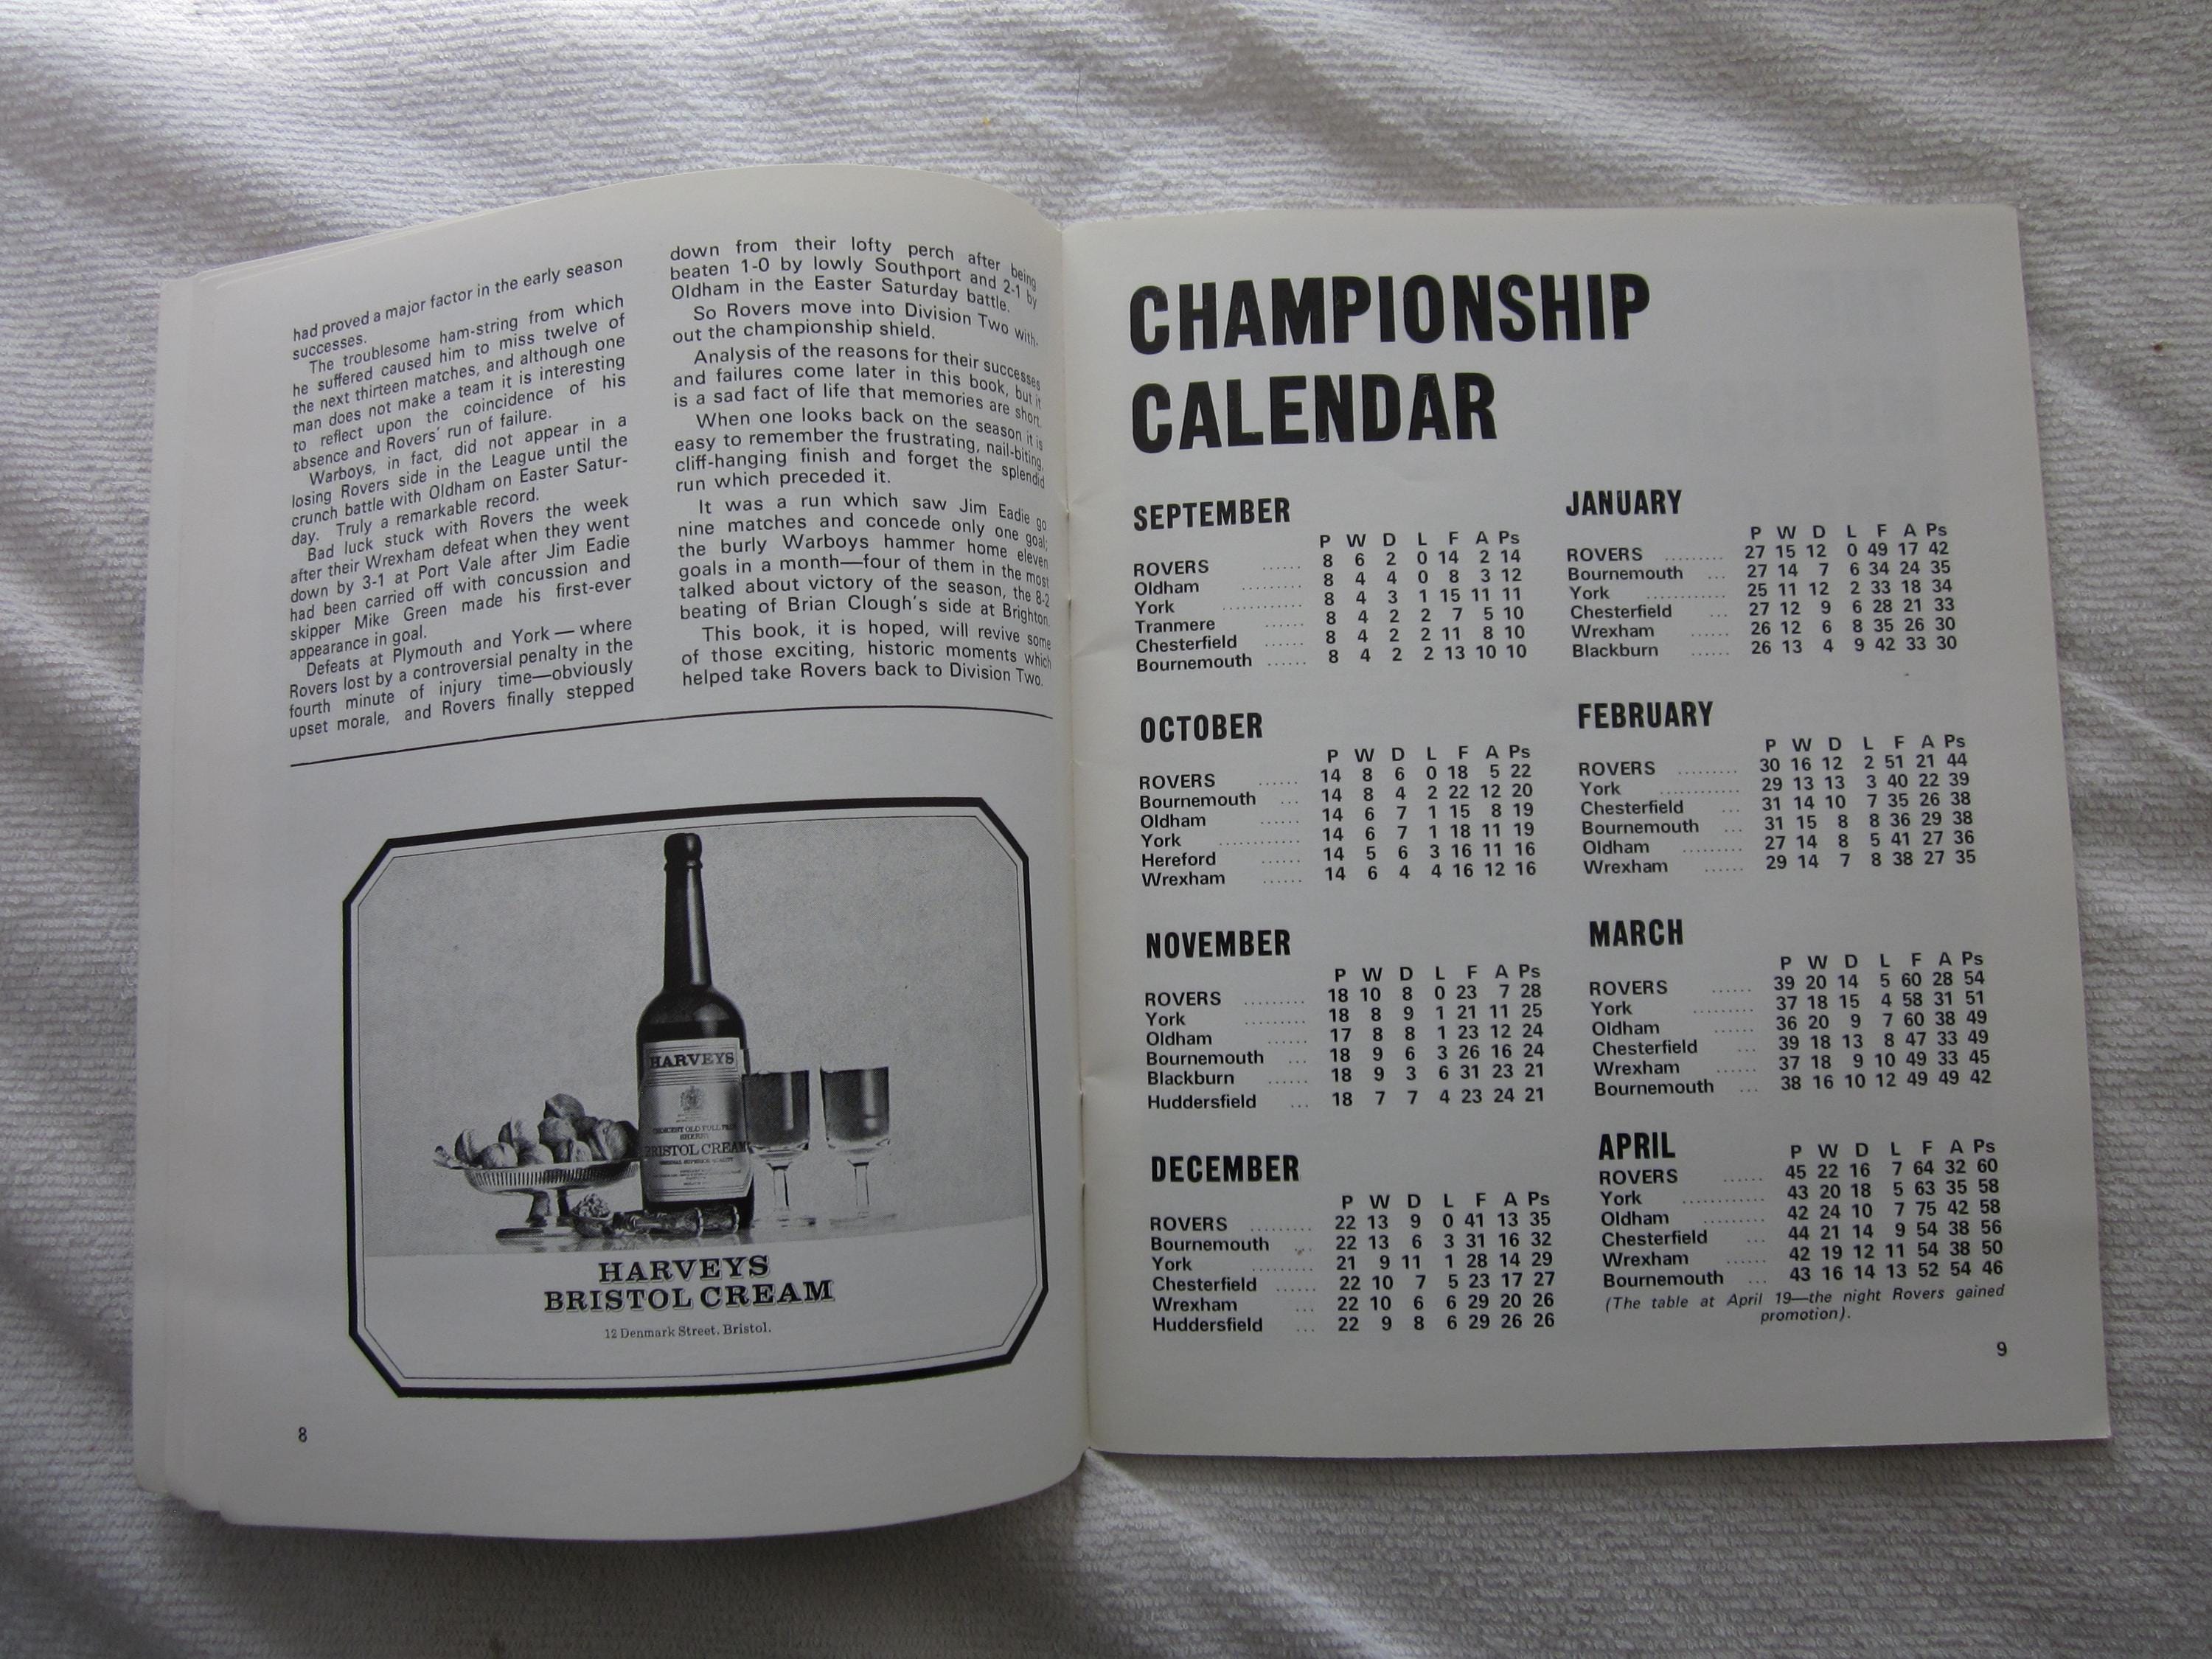 had proved a major factor in the early season
successes.
The troublesome ham-string from which
he suffered caused him to miss twelve of
the next thirteen matches, and although one
man does not make a team it is interesting
to reflect upon the coincidence of his
absence and Rovers' run of failure.
Warboys, in fact, did not appear in a
losing Rovers side in the League until the
crunch battle with Oldham on Easter Satur-
day. Truly a remarkable record.
Bad luck stuck with Rovers the week
after their Wrexham defeat when they went
down by 3-1 at Port Vale after Jim Eadie
had been carried off with concussion and
skipper Mike Green made his first-ever
appearance in goal.
Defeats at Plymouth and York — where
Rovers lost by a controversial penalty in the
fourth minute of injury time—obviously
upset morale, and Rovers finally stepped
down from their lofty perch after being
beaten 1-0 by lowly Southport and 2-1 by
Oldham in the Easter Saturday battle.
So Rovers move into Division Two with-
out the championship shield.
Analysis of the reasons for their successes
and failures come later in this book, but it
is a sad fact of life that memories are short.
When one looks back on the season it is
easy to remember the frustrating, nail-biting,
cliff-hanging finish and forget the splendid
run which preceded it.
It was a run which saw Jim Eadie go
nine matches and concede only one goal;
the burly Warboys hammer home eleven
goals in a month—four of them in the most
talked about victory of the season, the 8-2
beating of Brian Clough's side at Brighton.
This book, it is hoped, will revive some
of those exciting, historic moments which
helped take Rovers back to Division Two.
HARVEYS
BRISTOL CREAM
HARVEYS
BRISTOL CREAM
12 Denmark Street. Bristol.
8
CHAMPIONSHIP
CALENDAR
SEPTEMBER
P W D L F A Ps
ROVERS ...... 8 6 2 0 14 2 14
Oldham ...... 8 4 4 0 8 3 12
York ............ 8 4 3 1 15 11 11
Tranmere ...... 8 4 2 2 7 5 10
Chesterfield ...... 8 4 2 2 11 8 10
Bournemouth ...... 8 4 2 2 13 10 10
OCTOBER
P W D L F A Ps
ROVERS ...... 14 8 6 0 18 5 22
Bournemouth ... 14 8 4 2 22 12 20
Oldham ...... 14 6 7 1 15 8 19
York ............ 14 6 7 1 18 11 19
Hereford ...... 14 5 6 3 16 11 16
Wrexham ...... 14 6 4 4 16 12 16
NOVEMBER
P W D L F A Ps
ROVERS ......... 18 10 8 0 23 7 28
York ......... 18 8 9 1 21 11 25
Oldham ...... 17 8 8 1 23 12 24
Bournemouth ... 18 9 6 3 26 16 24
Blackburn ...... 18 9 3 6 31 23 21
Huddersfield ... 18 7 7 4 23 24 21
DECEMBER
P W D L F A Ps
ROVERS ......... 22 13 9 0 41 13 35
Bournemouth ... 22 13 6 3 31 16 32
York ......... 21 9 11 1 28 14 29
Chesterfield ...... 22 10 7 5 23 17 27
Wrexham ... 22 10 6 6 29 20 26
Huddersfield ... 22 9 8 6 29 26 26
JANUARY
P W D L F A Ps
ROVERS ......... 27 15 12 0 49 17 42
Bournemouth ... 27 14 7 6 34 24 35
York ............ 25 11 12 2 33 18 34
Chesterfield ... 27 12 9 6 28 21 33
Wrexham ...... 26 12 6 8 35 26 30
Blackburn ...... 26 13 4 9 42 33 30
FEBRUARY
P W D L F A Ps
ROVERS ......... 30 16 12 2 51 21 44
York ............ 29 13 13 3 40 22 39
Chesterfield ... 31 14 10 7 35 26 38
Bournemouth ... 31 15 8 8 36 29 38
Oldham ......... 27 14 8 5 41 27 36
Wrexham ...... 29 14 7 8 38 27 35
MARCH
P W D L F A Ps
ROVERS ...... 39 20 14 5 60 28 54
York ......... 37 18 15 4 58 31 51
Oldham ...... 36 20 9 7 60 38 49
Chesterfield ... 39 18 13 8 47 33 49
Wrexham ...... 37 18 9 10 49 33 45
Bournemouth ... 38 16 10 12 49 49 42
APRIL
P W D L F A Ps
ROVERS ...... 45 22 16 7 64 32 60
York ............ 43 20 18 5 63 35 58
Oldham ......... 42 24 10 7 75 42 58
Chesterfield ... 44 21 14 9 54 38 56
Wrexham ...... 42 19 12 11 54 38 50
Bournemouth ... 43 16 14 13 52 54 46
(The table at April 19—the night Rovers gained
promotion).
9